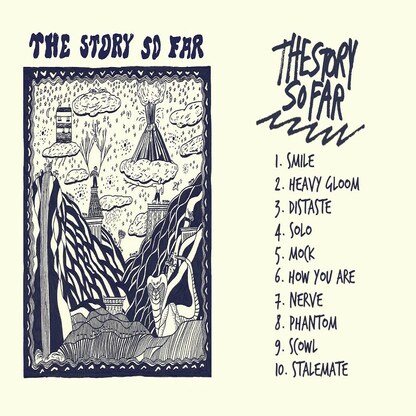 THE STORY SO FAR
THE STORY
SO FAR
1. SMILE
2. HEAVY GLOOM
3. DISTASTE
4. SOLO
5. MOCK
6. HOW YOU ARE
7. NERVE
8. PHANTOM
9. SCOWL
10. STALEMATE